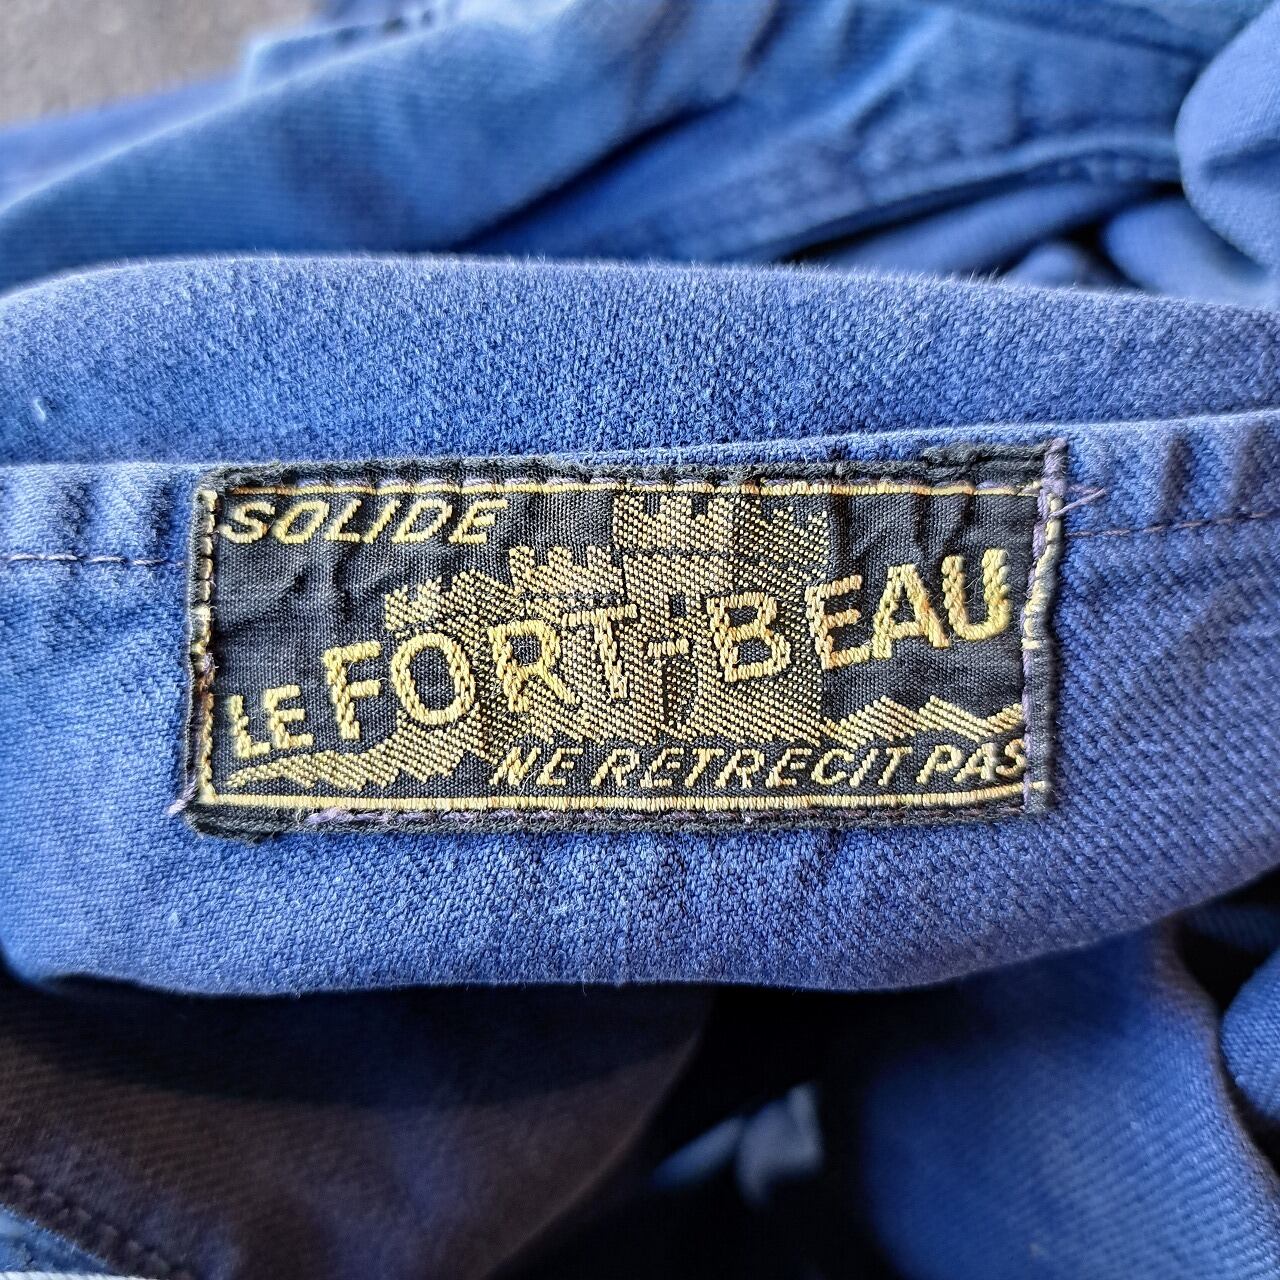 SOLIDE
LE FORT-BEAU
NE RETRECIT PAS